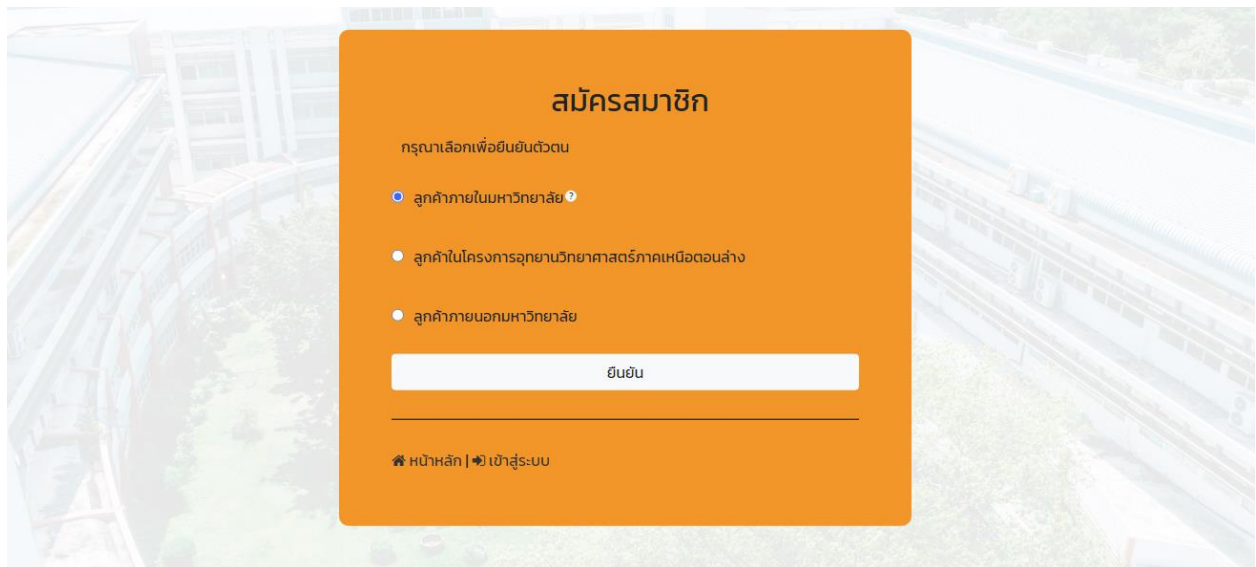 สมัครสมาชิก
กรุณาเลือกเพื่อยืนยันตัวตน
ลูกค้าภายในมหาวิทยาลัย ?
ลูกค้าในโครงการอุทยานวิทยาศาสตร์ภาคเหนือตอนล่าง
ลูกค้าภายนอกมหาวิทยาลัย
ยืนยัน
หน้าหลัก | เข้าสู่ระบบ